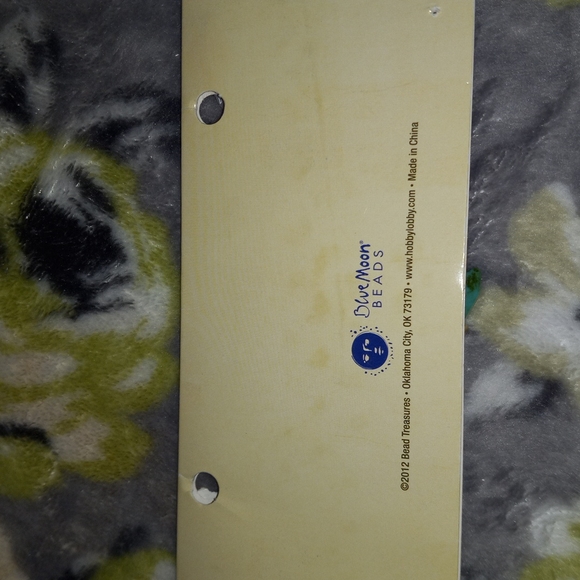 Blue Moon®
BEADS
©2012 Bead Treasures • Oklahoma City, OK 73179 • www.hobbylobby.com • Made in China